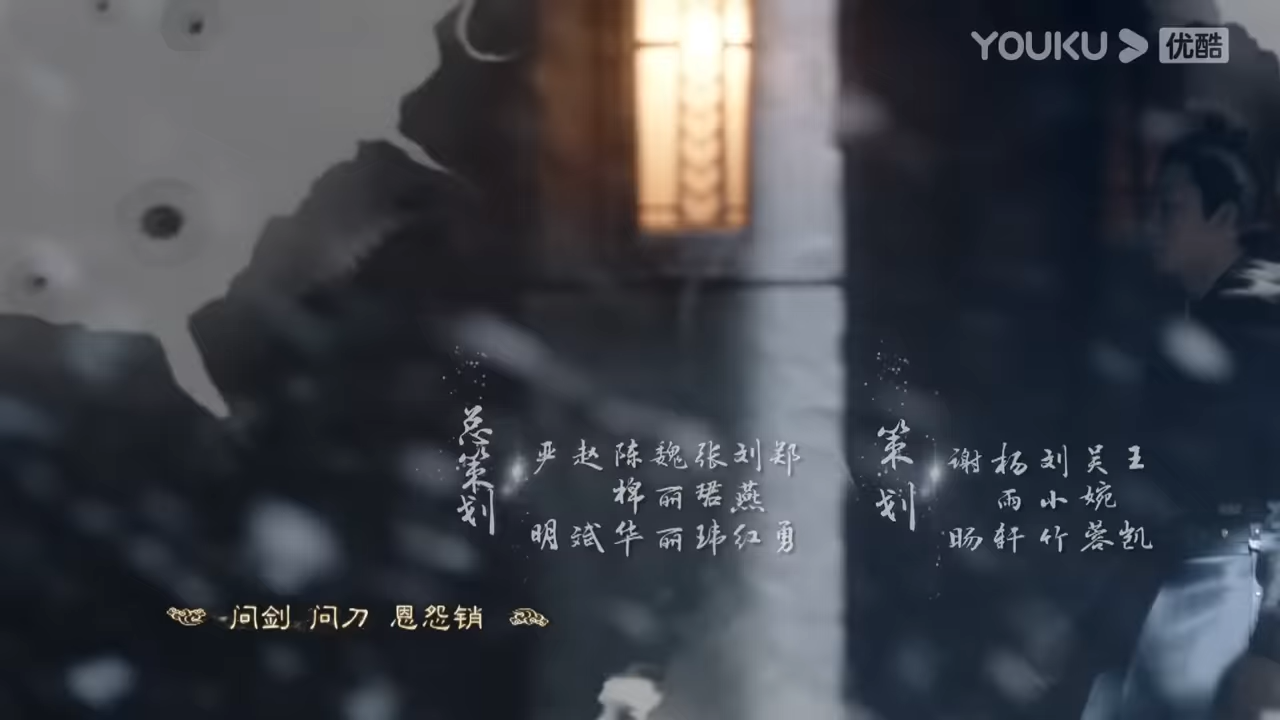 YOUKU 优酷
总策划
严明
赵斌
陈桦华
魏丽丽
张珺玮
刘燕红
郑勇
策划
谢旸
杨雨轩
刘小竹
吴婉蓉
王凯
问剑 问刀 恩怨销